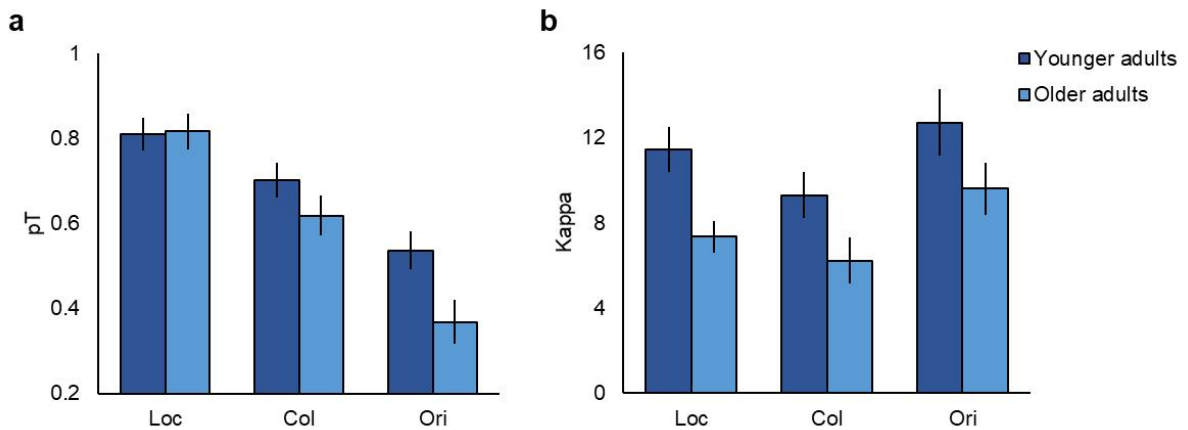 a
1
0.8
0.6
0.4
0.2
pT
Loc Col Ori
b
16
12
8
4
0
Kappa
Loc Col Ori
Younger adults
Older adults